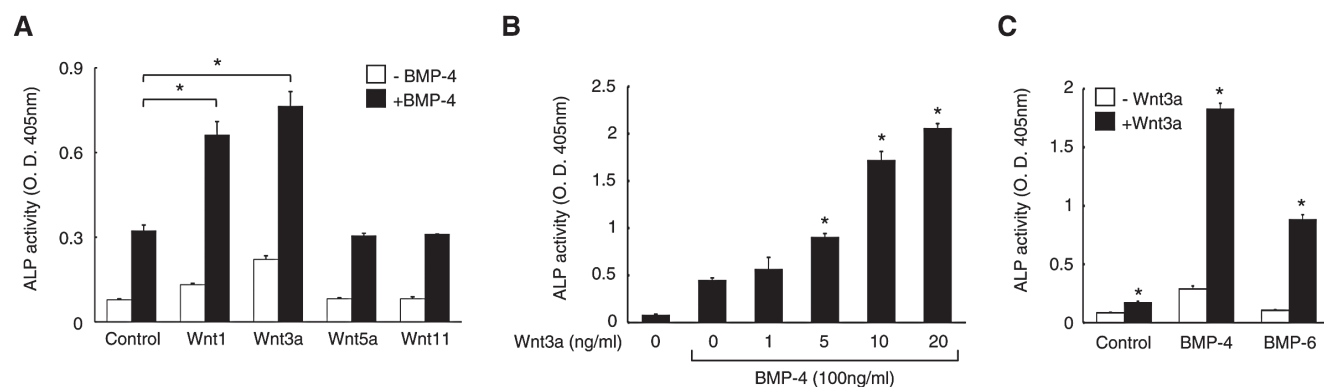 A
ALP activity (O. D. 405nm)
0.9
0.6
0.3
0
- BMP-4
+BMP-4
*
*
Control Wnt1 Wnt3a Wnt5a Wnt11
B
ALP activity (O. D. 405nm)
2.5
2
1.5
1
0.5
0
*
*
*
Wnt3a (ng/ml) 0 0 1 5 10 20
BMP-4 (100ng/ml)
C
ALP activity (O. D. 405nm)
2
1.5
1
0.5
0
- Wnt3a
+Wnt3a
*
*
*
Control BMP-4 BMP-6